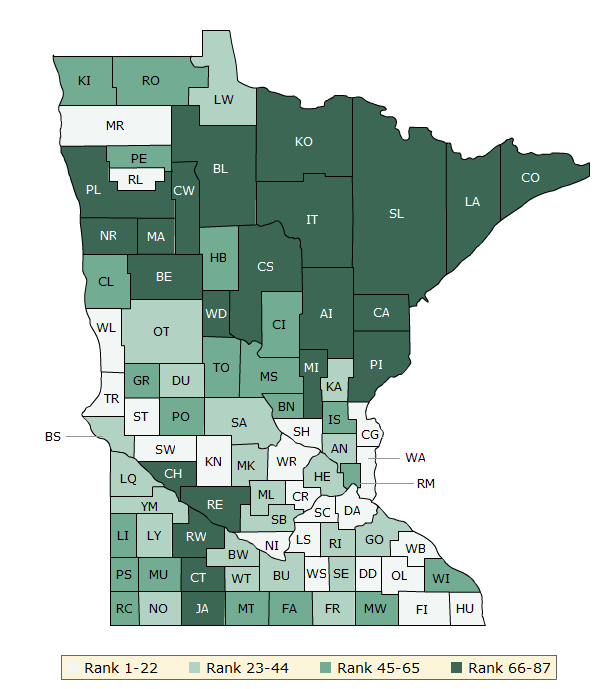 KI
RO
LW
MR
PE
RL
BL
KO
CW
PL
SL
LA
CO
IT
NR
MA
HB
CS
CL
BE
WD
CI
AI
CA
WL
OT
TO
MI
PI
GR
DU
MS
KA
TR
ST
PO
BN
IS
SA
SH
CG
BS
SW
KN
MK
WR
AN
WA
HE
RM
LQ
CH
ML
CR
YM
RE
SB
SC
DA
LI
LY
RW
NI
LS
RI
GO
WB
BW
PS
MU
CT
WT
BU
WS
SE
DD
OL
WI
RC
NO
JA
MT
FA
FR
MW
FI
HU
Rank 1-22 Rank 23-44 Rank 45-65 Rank 66-87